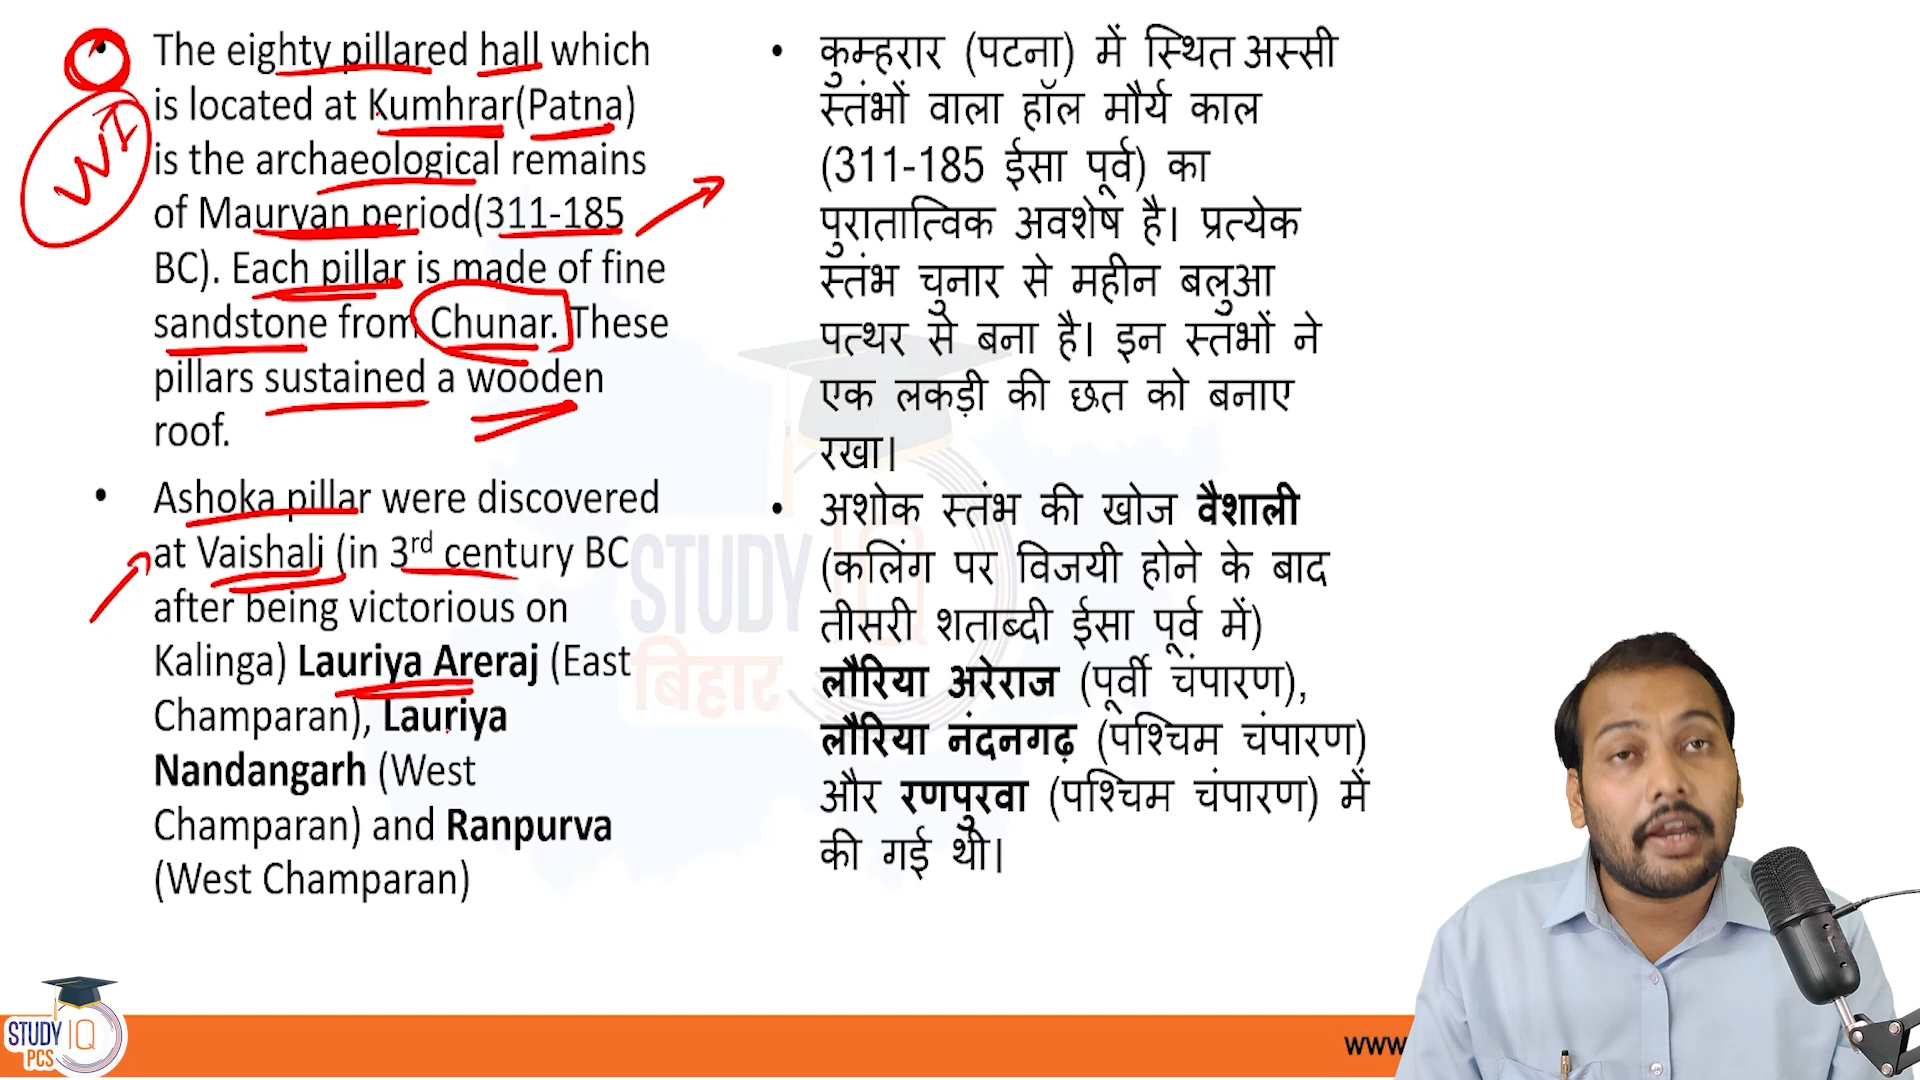 The eighty pillared hall which
is located at Kumhrar(Patna)
is the archaeological remains
of Mauryan period(311-185
BC). Each pillar is made of fine
sandstone from Chunar. These
pillars sustained a wooden
roof.
Ashoka pillar were discovered
at Vaishali (in 3rd century BC
after being victorious on
Kalinga) Lauriya Areraj (East
Champaran), Lauriya
Nandangarh (West
Champaran) and Ranpurva
(West Champaran)
कुम्हरार (पटना) में स्थित अस्सी
स्तंभों वाला हॉल मौर्य काल
(311-185 ईसा पूर्व) का
पुरातात्विक अवशेष है। प्रत्येक
स्तंभ चुनार से महीन बलुआ
पत्थर से बना है। इन स्तंभों ने
एक लकड़ी की छत को बनाए
रखा।
अशोक स्तंभ की खोज वैशाली
(कलिंग पर विजयी होने के बाद
तीसरी शताब्दी ईसा पूर्व में)
लौरिया अरेराज (पूर्वी चंपारण),
लौरिया नंदनगढ़ (पश्चिम चंपारण)
और रणपुरवा (पश्चिम चंपारण) में
की गई थी।
STUDY IQ
बिहार
STUDY IQ
PCS
www